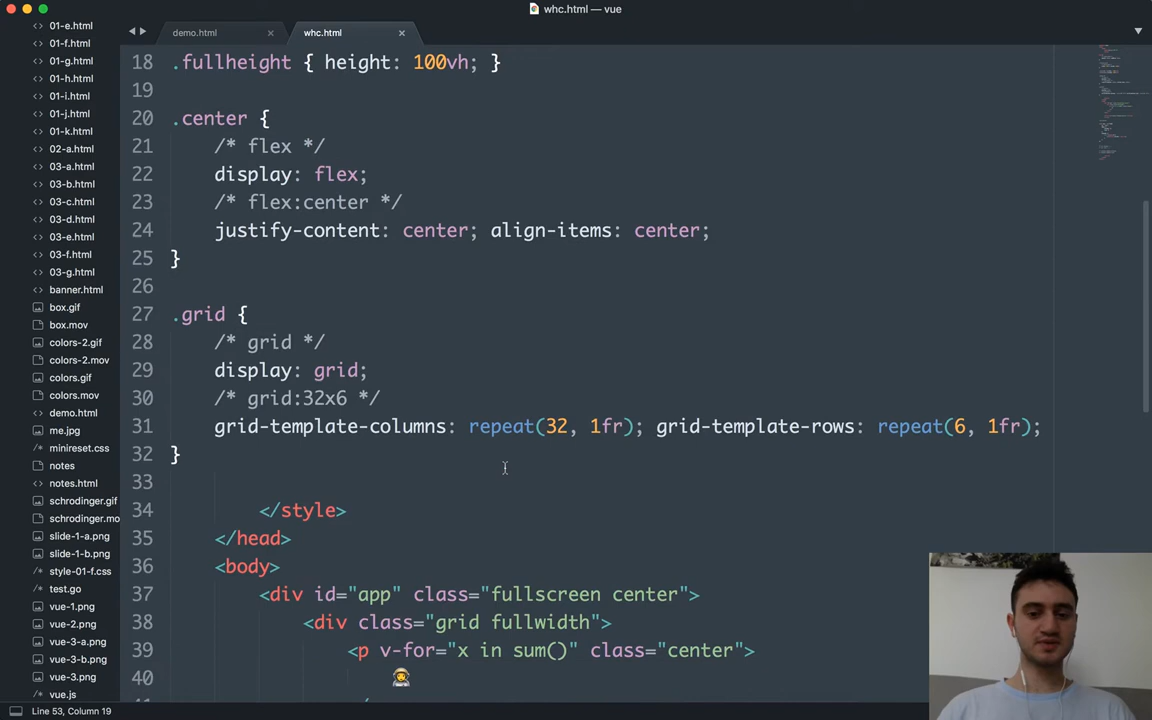 whc.html — vue
01-e.html
01-f.html
01-g.html
01-h.html
01-i.html
01-j.html
01-k.html
02-a.html
03-a.html
03-b.html
03-c.html
03-d.html
03-e.html
03-f.html
03-g.html
banner.html
box.gif
box.mov
colors-2.gif
colors-2.mov
colors.gif
colors.mov
demo.html
me.jpg
minireset.css
notes
notes.html
schrodinger.gif
schrodinger.mo
slide-1-a.png
slide-1-b.png
style-01-f.css
test.go
vue-1.png
vue-2.png
vue-3-a.png
vue-3-b.png
vue-3.png
vue.js
demo.html
whc.html
18 .fullheight { height: 100vh; }
19
20 .center {
21 /* flex */
22 display: flex;
23 /* flex:center */
24 justify-content: center; align-items: center;
25 }
26
27 .grid {
28 /* grid */
29 display: grid;
30 /* grid:32x6 */
31 grid-template-columns: repeat(32, 1fr); grid-template-rows: repeat(6, 1fr);
32 }
33
34 </style>
35 </head>
36 <body>
37 <div id="app" class="fullscreen center">
38 <div class="grid fullwidth">
39 <p v-for="x in sum()" class="center">
40
Line 53, Column 19